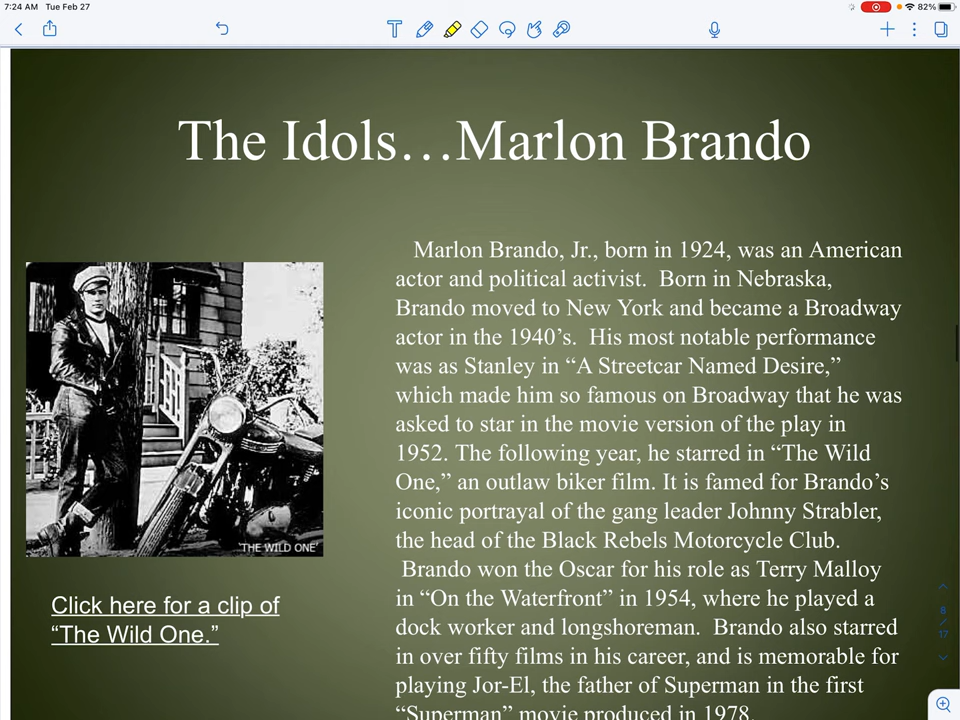 7:24 AM Tue Feb 27
82%
The Idols…Marlon Brando
Marlon Brando, Jr., born in 1924, was an American
actor and political activist. Born in Nebraska,
Brando moved to New York and became a Broadway
actor in the 1940’s. His most notable performance
was as Stanley in “A Streetcar Named Desire,”
which made him so famous on Broadway that he was
asked to star in the movie version of the play in
1952. The following year, he starred in “The Wild
One,” an outlaw biker film. It is famed for Brando’s
iconic portrayal of the gang leader Johnny Strabler,
the head of the Black Rebels Motorcycle Club.
Brando won the Oscar for his role as Terry Malloy
in “On the Waterfront” in 1954, where he played a
dock worker and longshoreman. Brando also starred
in over fifty films in his career, and is memorable for
playing Jor-El, the father of Superman in the first
“Superman” movie produced in 1978.
'THE WILD ONE'
Click here for a clip of
“The Wild One.”
8
/
17